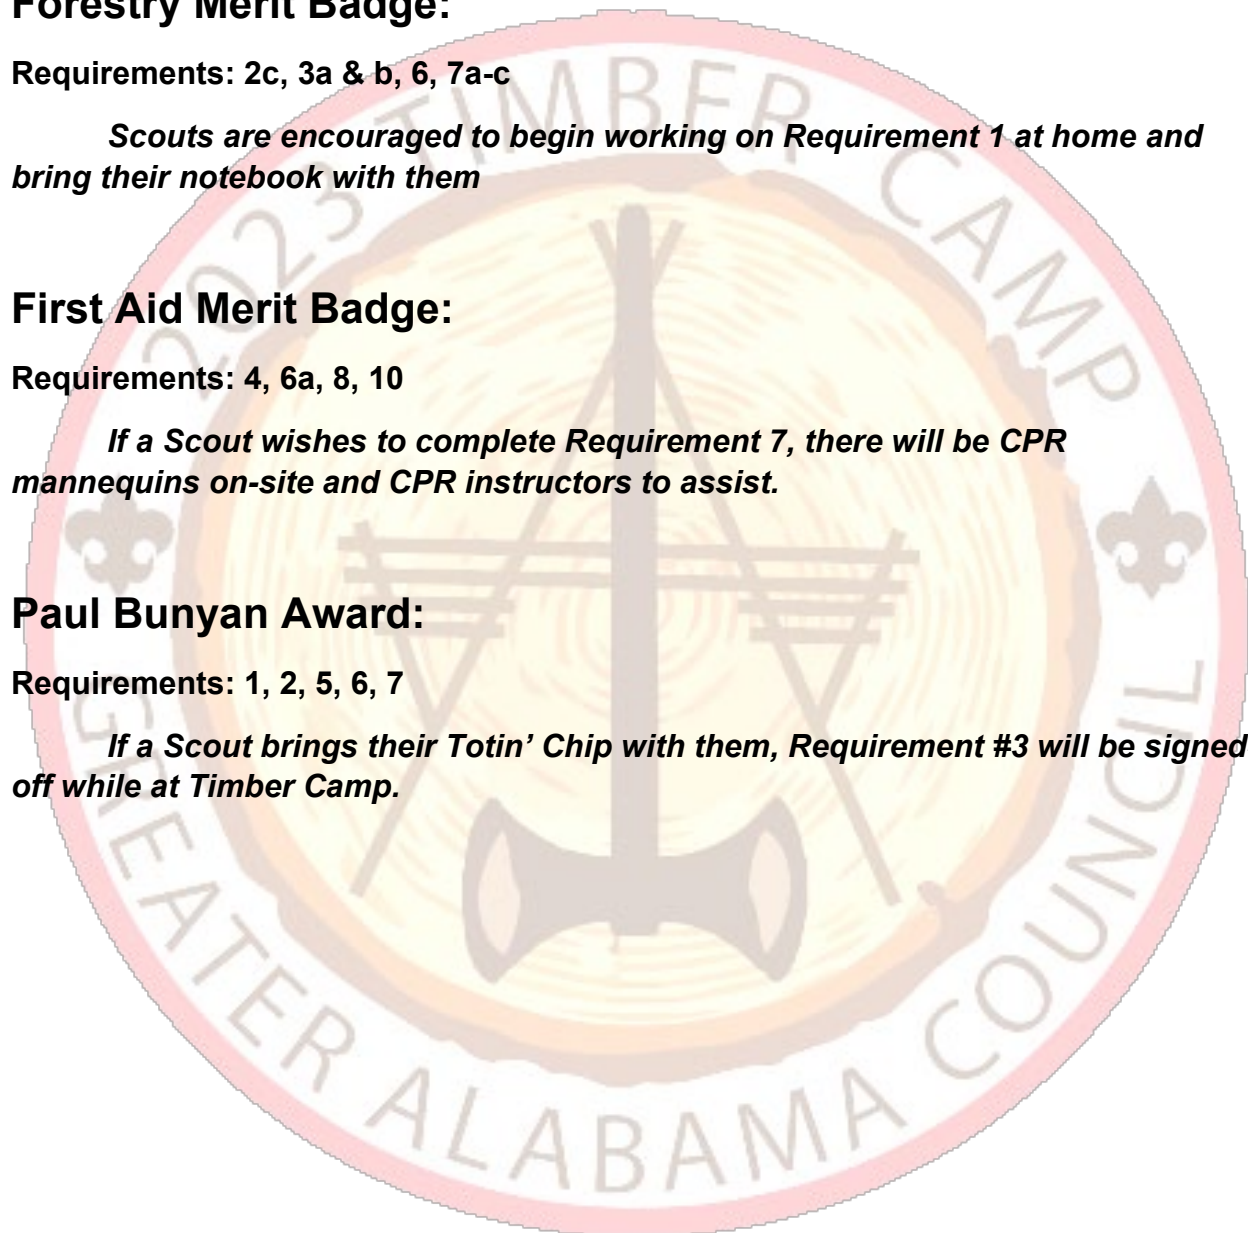 Forestry Merit Badge:
Requirements: 2c, 3a & b, 6, 7a-c
Scouts are encouraged to begin working on Requirement 1 at home and
bring their notebook with them
First Aid Merit Badge:
Requirements: 4, 6a, 8, 10
If a Scout wishes to complete Requirement 7, there will be CPR
mannequins on-site and CPR instructors to assist.
Paul Bunyan Award:
Requirements: 1, 2, 5, 6, 7
If a Scout brings their Totin’ Chip with them, Requirement #3 will be signed
off while at Timber Camp.
2023 TIMBER CAMP
GREATER ALABAMA COUNCIL